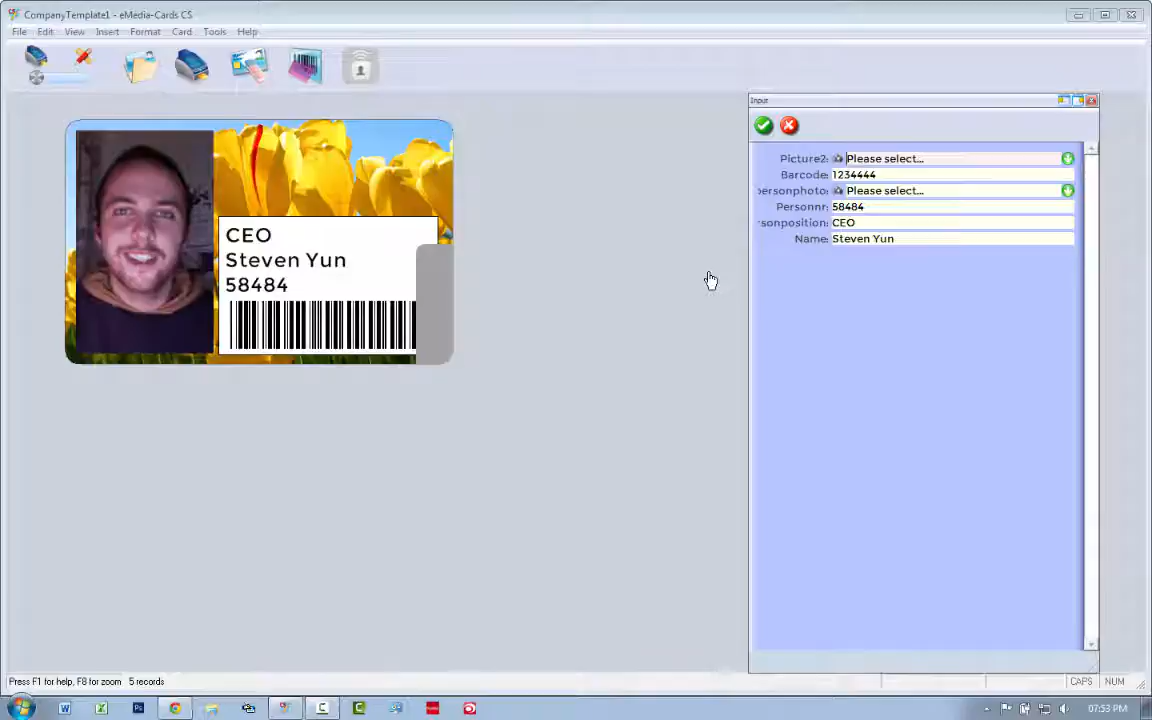 CompanyTemplate1 - eMedia-Cards CS
File Edit View Insert Format Card Tools Help
Input
Picture2: Please select...
Barcode: 1234444
personphoto: Please select...
Personnr: 58484
sonposition: CEO
Name: Steven Yun
CEO
Steven Yun
58484
Press F1 for help, F8 for zoom 5 records
CAPS NUM
07:53 PM